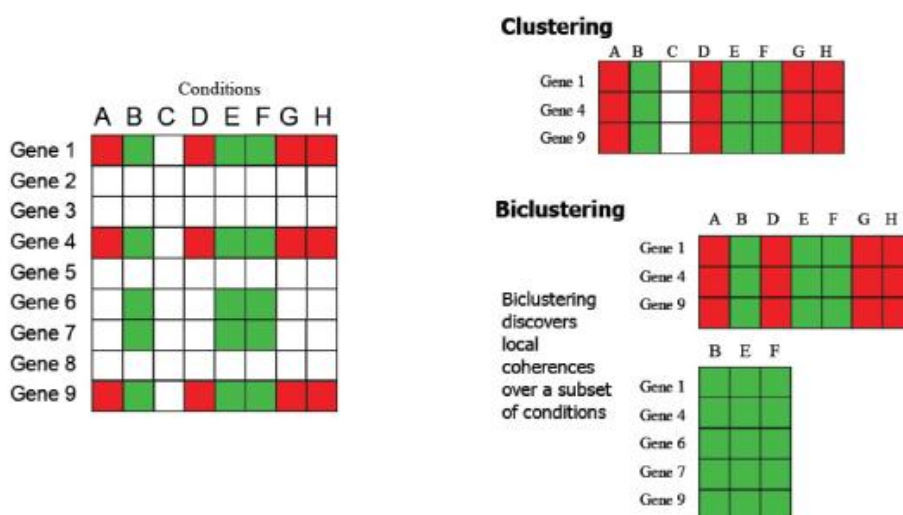 Conditions
A B C D E F G H
Gene 1
Gene 2
Gene 3
Gene 4
Gene 5
Gene 6
Gene 7
Gene 8
Gene 9
Clustering
A B C D E F G H
Gene 1
Gene 4
Gene 9
Biclustering
A B D E F G H
Gene 1
Gene 4
Gene 9
Biclustering
discovers
local
coherences
over a subset
of conditions
B E F
Gene 1
Gene 4
Gene 6
Gene 7
Gene 9